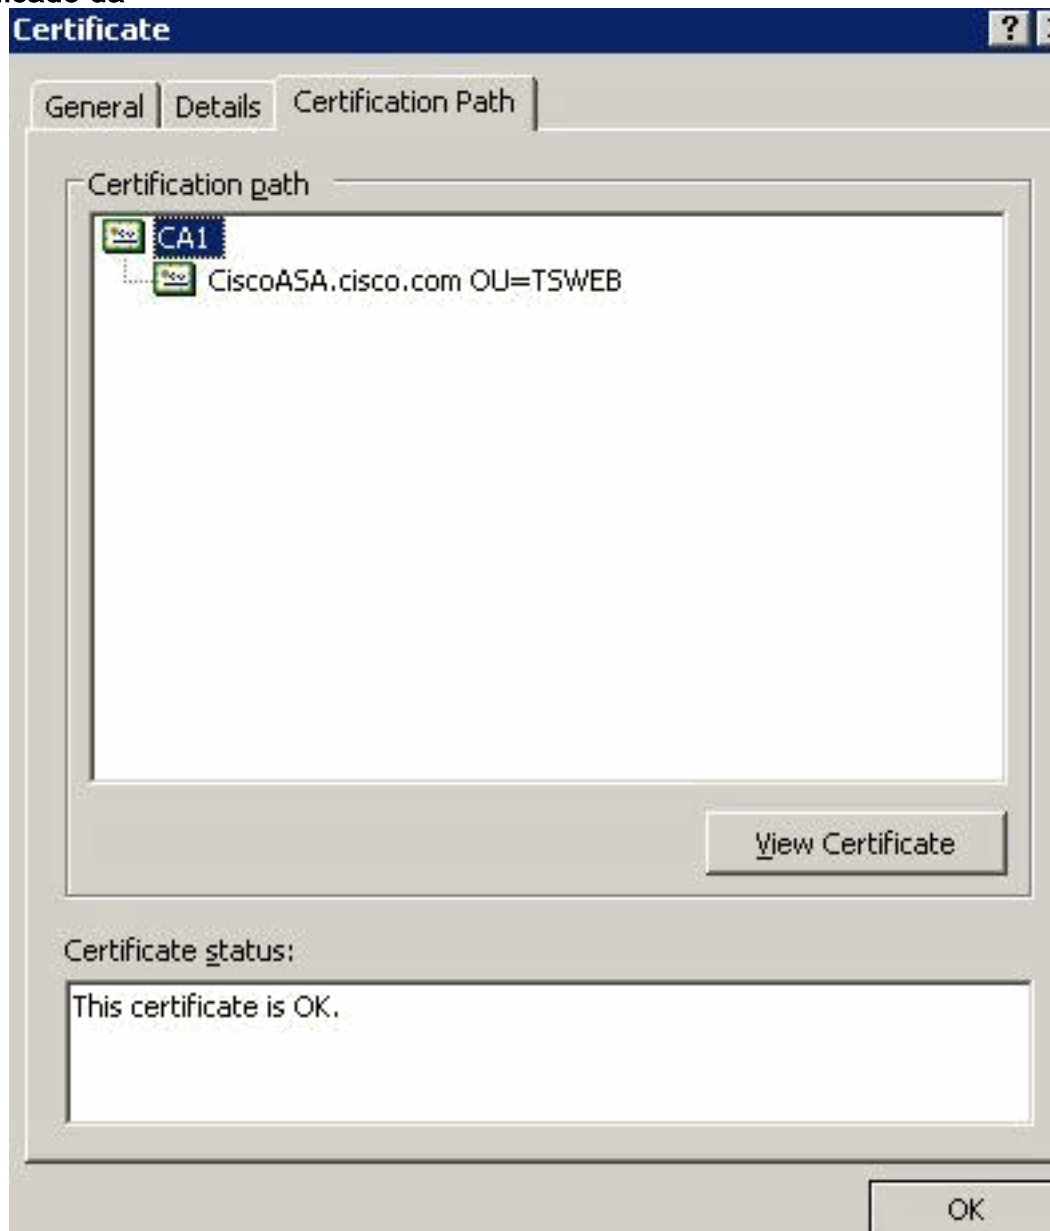 Certificate
General Details Certification Path
Certification path
CA1
CiscoASA.cisco.com OU=TSWEB
View Certificate
Certificate status:
This certificate is OK.
OK